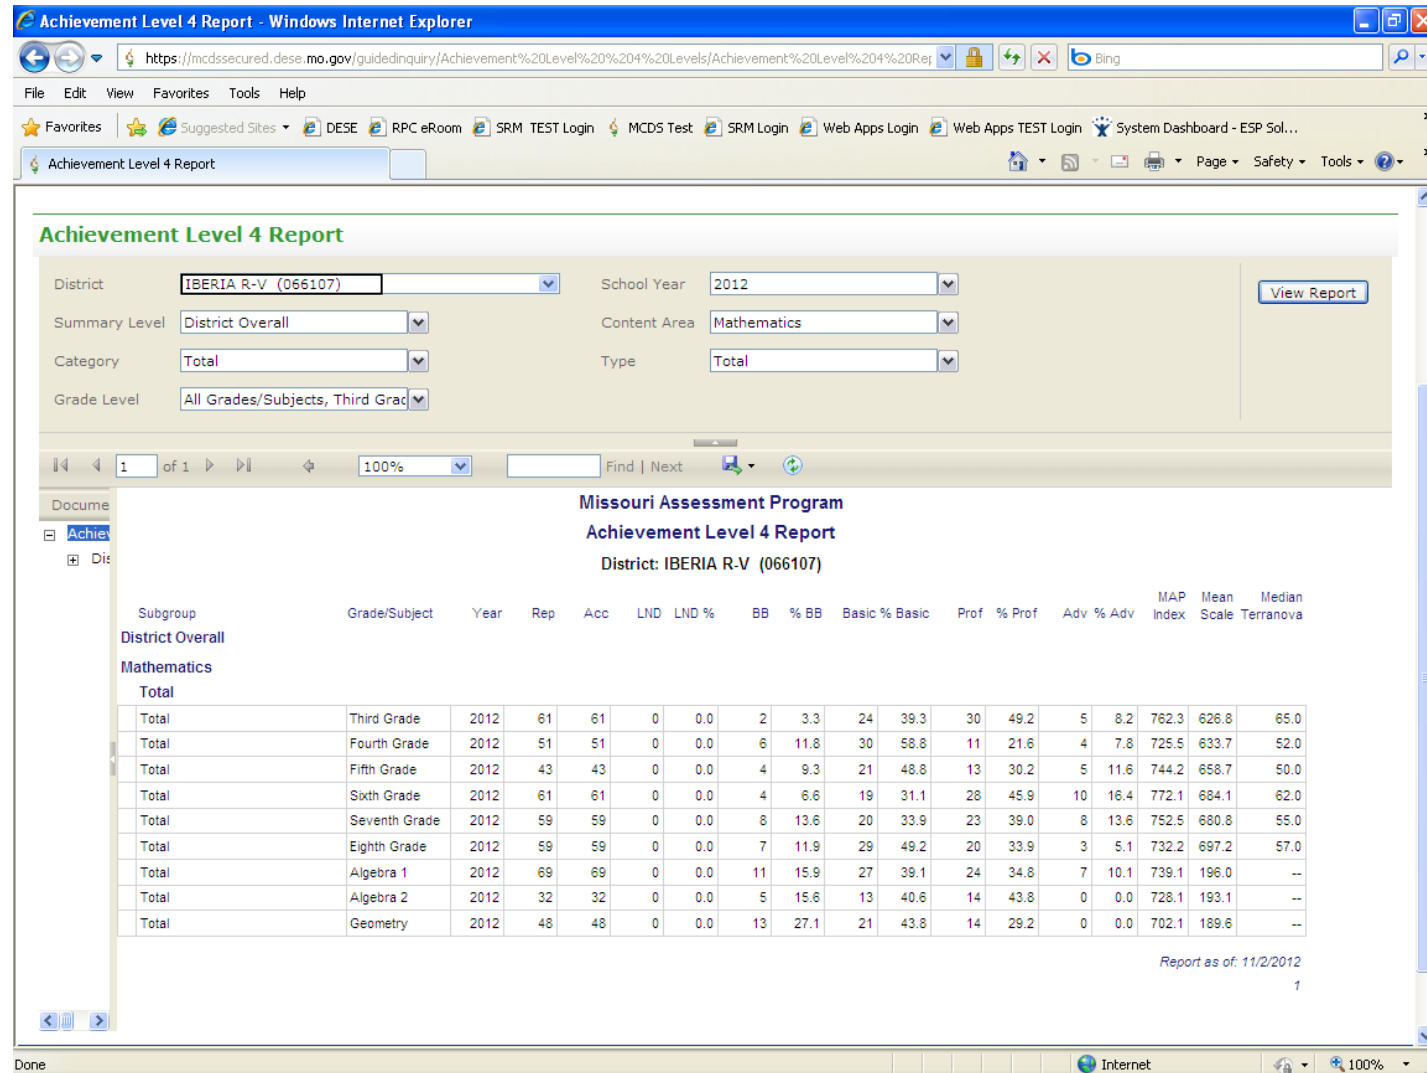 Achievement Level 4 Report - Windows Internet Explorer
https://mcdssecured.dese.mo.gov/guidedinquiry/Achievement%20Level%20%204%20Levels/Achievement%20Level%204%20Rep Bing
File Edit View Favorites Tools Help
Favorites Suggested Sites DESE RPC eRoom SRM TEST Login MCDS Test SRM Login Web Apps Login Web Apps TEST Login System Dashboard - ESP Sol...
Achievement Level 4 Report Page Safety Tools
Achievement Level 4 Report
District IBERIA R-V (066107) School Year 2012 View Report
Summary Level District Overall Content Area Mathematics
Category Total Type Total
Grade Level All Grades/Subjects, Third Grac
1 of 1 100% Find | Next
Docume
Achiev
Dis
Missouri Assessment Program
Achievement Level 4 Report
District: IBERIA R-V (066107)
Subgroup Grade/Subject Year Rep Acc LND LND % BB % BB Basic % Basic Prof % Prof Adv % Adv MAP Index Mean Scale Median Terranova
District Overall
Mathematics
Total
Total Third Grade 2012 61 61 0 0.0 2 3.3 24 39.3 30 49.2 5 8.2 762.3 626.8 65.0
Total Fourth Grade 2012 51 51 0 0.0 6 11.8 30 58.8 11 21.6 4 7.8 725.5 633.7 52.0
Total Fifth Grade 2012 43 43 0 0.0 4 9.3 21 48.8 13 30.2 5 11.6 744.2 658.7 50.0
Total Sixth Grade 2012 61 61 0 0.0 4 6.6 19 31.1 28 45.9 10 16.4 772.1 684.1 62.0
Total Seventh Grade 2012 59 59 0 0.0 8 13.6 20 33.9 23 39.0 8 13.6 752.5 680.8 55.0
Total Eighth Grade 2012 59 59 0 0.0 7 11.9 29 49.2 20 33.9 3 5.1 732.2 697.2 57.0
Total Algebra 1 2012 69 69 0 0.0 11 15.9 27 39.1 24 34.8 7 10.1 739.1 196.0 --
Total Algebra 2 2012 32 32 0 0.0 5 15.6 13 40.6 14 43.8 0 0.0 728.1 193.1 --
Total Geometry 2012 48 48 0 0.0 13 27.1 21 43.8 14 29.2 0 0.0 702.1 189.6 --
Report as of: 11/2/2012
1
Done Internet 100%